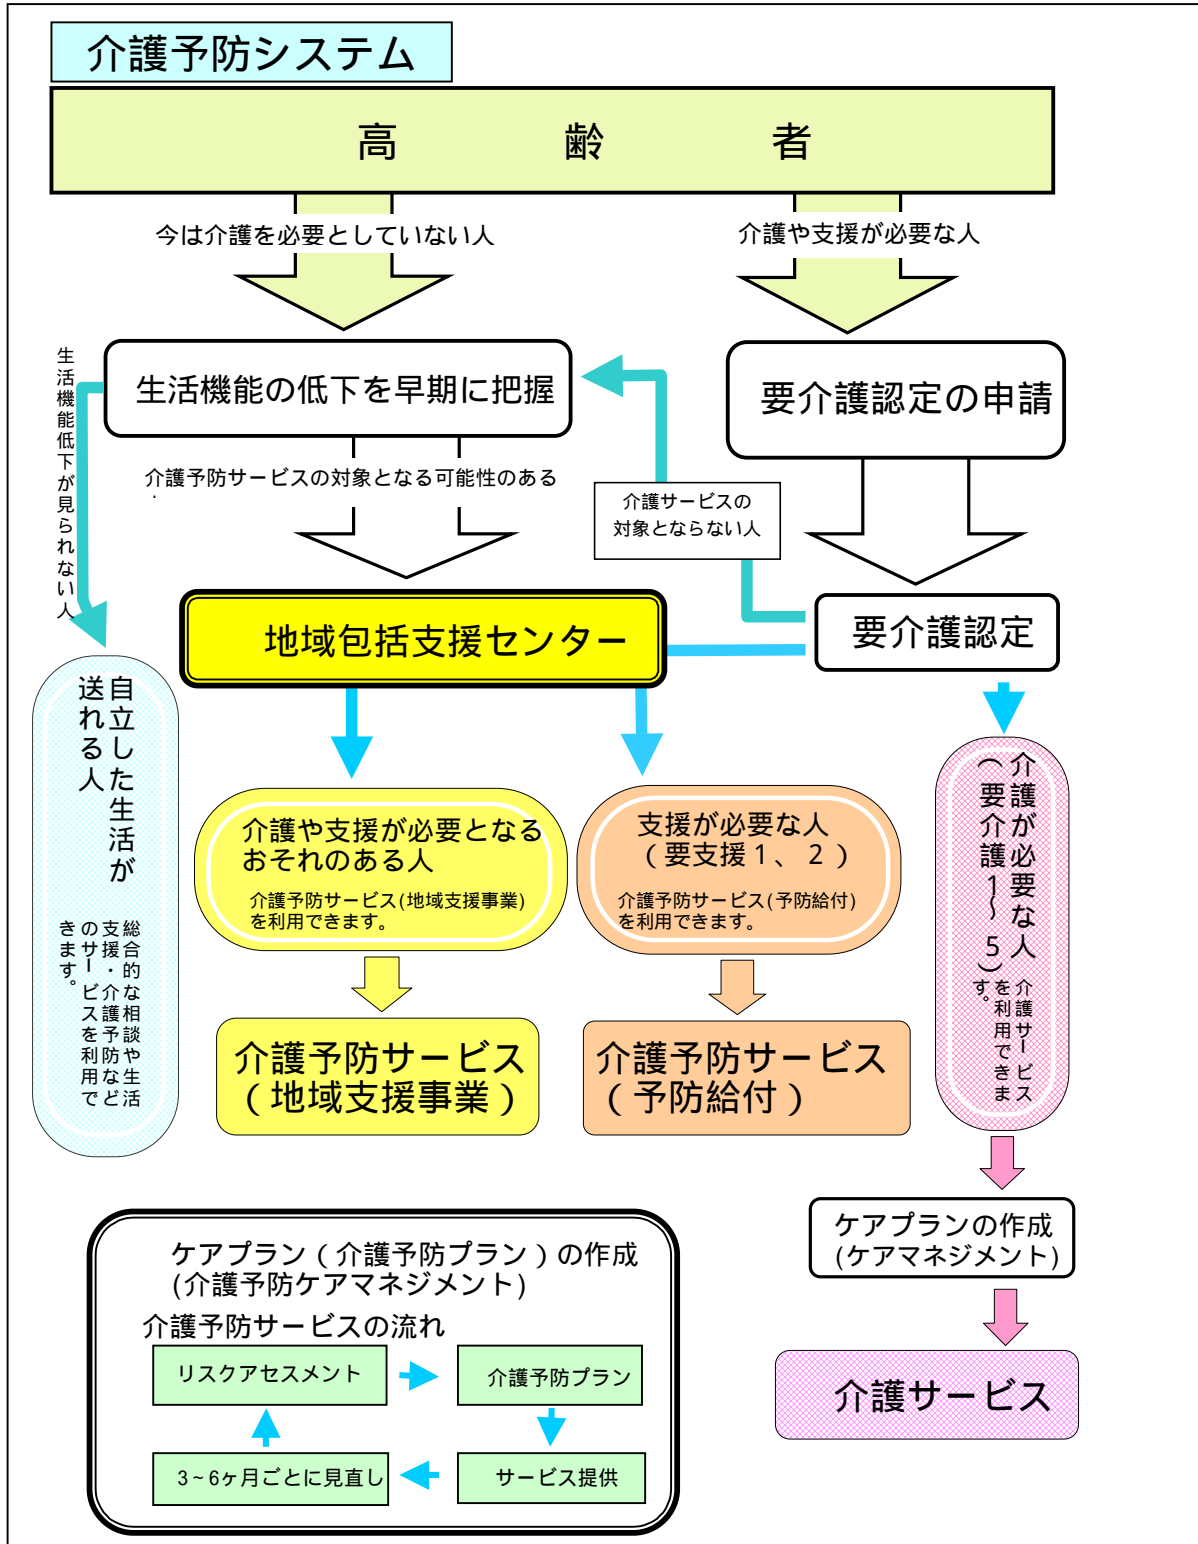 介護予防システム
高齢者
今は介護を必要としていない人
介護や支援が必要な人
生活機能の低下を早期に把握
要介護認定の申請
生活機能低下が見られない人
介護予防サービスの対象となる可能性のある
介護サービスの
対象とならない人
地域包括支援センター
要介護認定
自立した生活が
送れる人
総合的な相談や生活
支援・介護予防など
のサービスを利用で
きます。
介護や支援が必要となる
おそれのある人
介護予防サービス(地域支援事業)
を利用できます。
支援が必要な人
（要支援１、２）
介護予防サービス(予防給付)
を利用できます。
介護が必要な人
（要介護１～５）
介護サービス
を利用できま
す。
介護予防サービス
（地域支援事業）
介護予防サービス
（予防給付）
ケアプランの作成
(ケアマネジメント)
介護サービス
ケアプラン（介護予防プラン）の作成
(介護予防ケアマネジメント)
介護予防サービスの流れ
リスクアセスメント
介護予防プラン
3~6ヶ月ごとに見直し
サービス提供